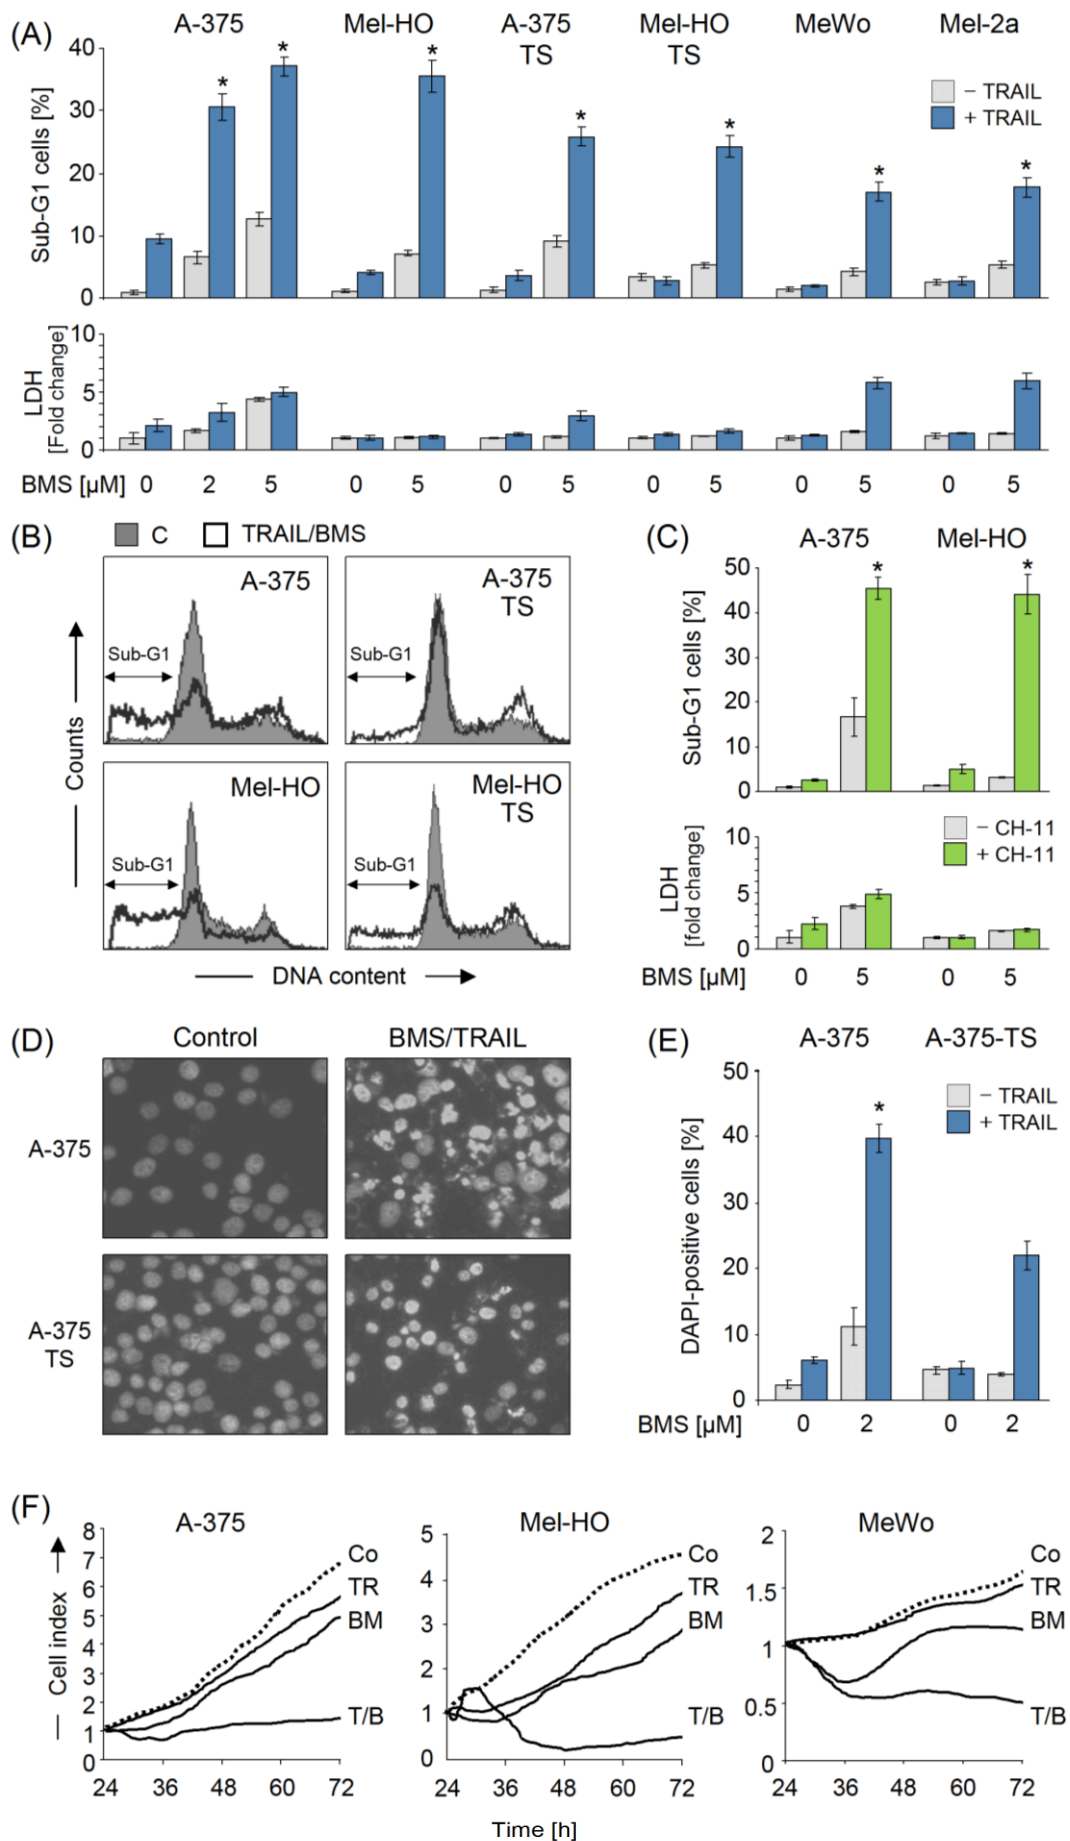 (A)
A-375 Mel-HO A-375 TS Mel-HO TS MeWo Mel-2a
Sub-G1 cells [%]
40
30
20
10
0
* * * * * * *
– TRAIL
+ TRAIL
LDH
[Fold change]
10
5
0
BMS [µM] 0 2 5 0 5 0 5 0 5 0 5 0 5
(B)
C TRAIL/BMS
A-375
Sub-G1
A-375
TS
Sub-G1
Mel-HO
Sub-G1
Mel-HO
TS
Sub-G1
Counts
DNA content
(C)
A-375 Mel-HO
Sub-G1 cells [%]
50
40
30
20
10
0
* *
– CH-11
+ CH-11
LDH
[fold change]
10
5
0
BMS [µM] 0 5 0 5
(D)
Control BMS/TRAIL
A-375
A-375
TS
(E)
A-375 A-375-TS
DAPI-positive cells [%]
50
40
30
20
10
0
*
– TRAIL
+ TRAIL
BMS [µM] 0 2 0 2
(F)
A-375
Cell index
8
7
6
5
4
3
2
1
0
Co
TR
BM
T/B
24 36 48 60 72
Mel-HO
5
4
3
2
1
0
Co
TR
BM
T/B
24 36 48 60 72
MeWo
2
1.5
1
0.5
0
Co
TR
BM
T/B
24 36 48 60 72
Time [h]